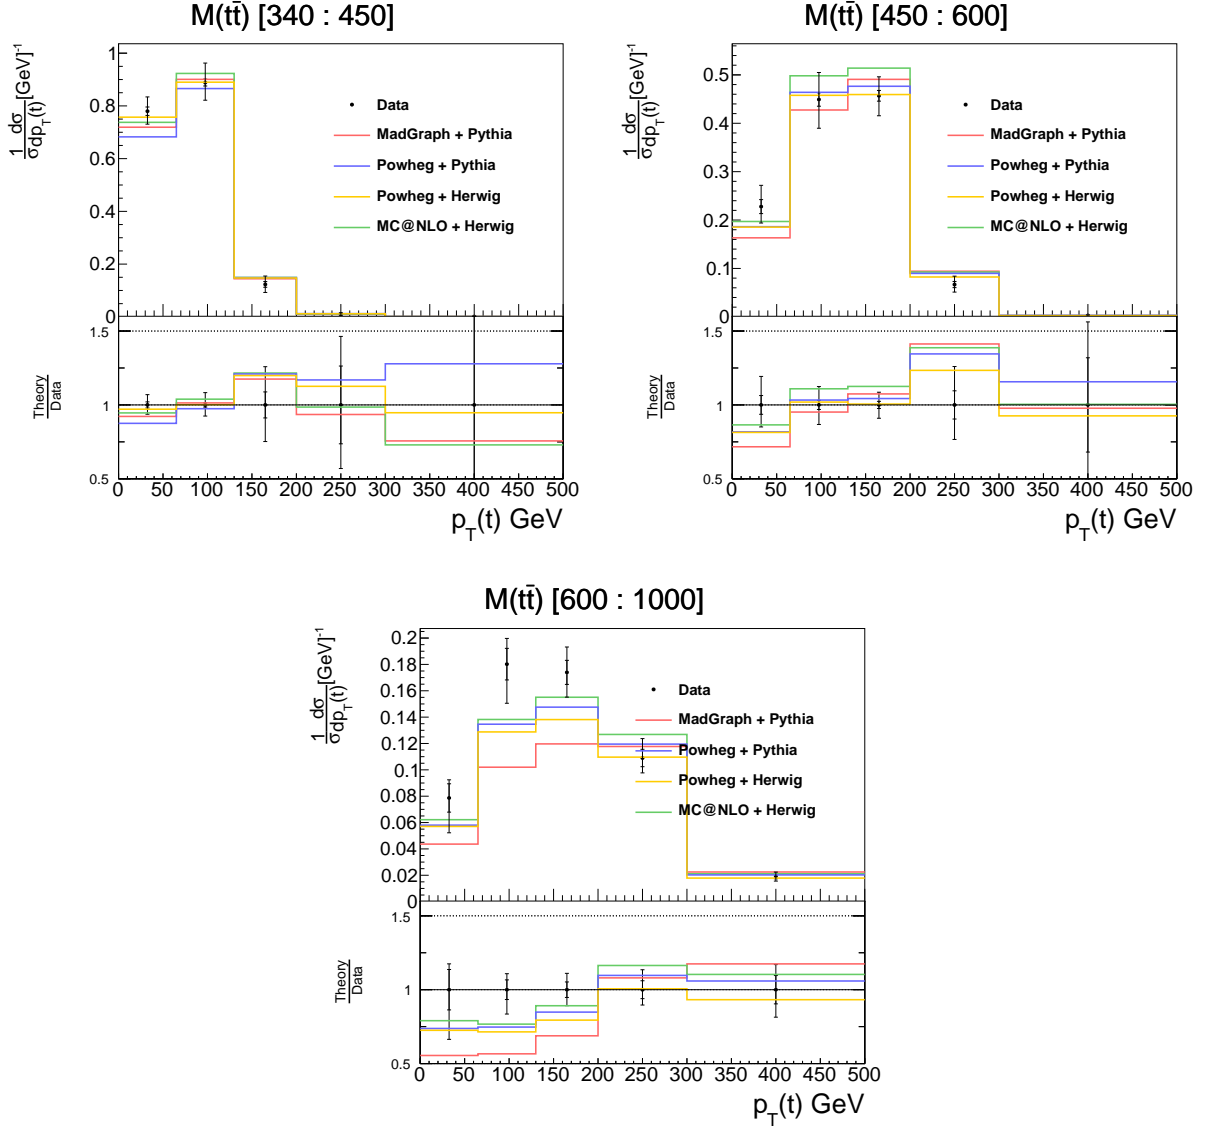 M(tt̄) [340 : 450]
1/σ dσ/dp_T(t) [GeV]^-1
1
0.8
0.6
0.4
0.2
0
Data
MadGraph + Pythia
Powheg + Pythia
Powheg + Herwig
MC@NLO + Herwig
Theory
Data
1.5
1
0.5
0 50 100 150 200 250 300 350 400 450 500
p_T(t) GeV
M(tt̄) [450 : 600]
1/σ dσ/dp_T(t) [GeV]^-1
0.5
0.4
0.3
0.2
0.1
0
Data
MadGraph + Pythia
Powheg + Pythia
Powheg + Herwig
MC@NLO + Herwig
Theory
Data
1.5
1
0.5
0 50 100 150 200 250 300 350 400 450 500
p_T(t) GeV
M(tt̄) [600 : 1000]
1/σ dσ/dp_T(t) [GeV]^-1
0.2
0.18
0.16
0.14
0.12
0.1
0.08
0.06
0.04
0.02
0
Data
MadGraph + Pythia
Powheg + Pythia
Powheg + Herwig
MC@NLO + Herwig
Theory
Data
1.5
1
0.5
0 50 100 150 200 250 300 350 400 450 500
p_T(t) GeV